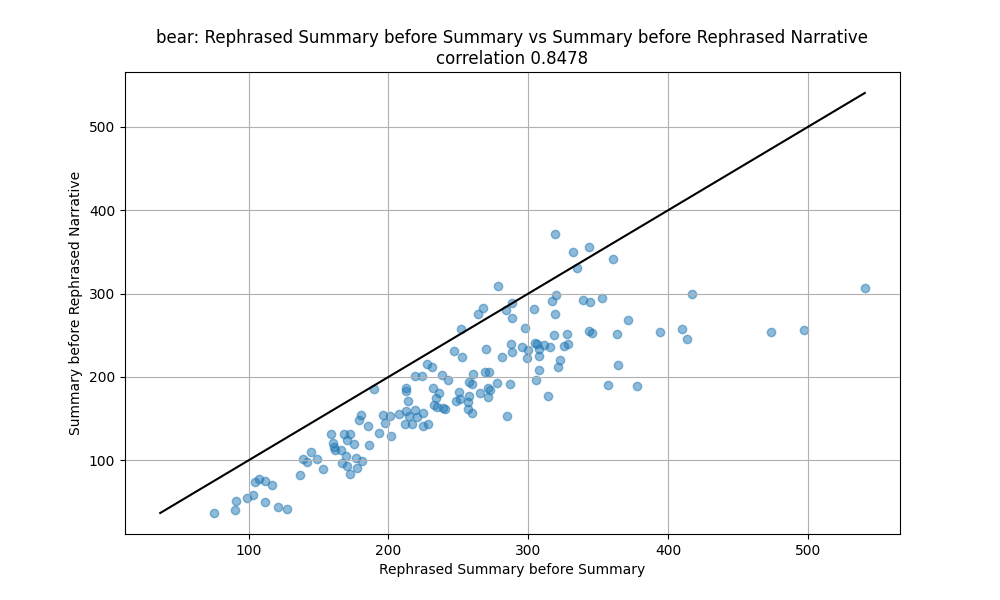 bear: Rephrased Summary before Summary vs Summary before Rephrased Narrative
correlation 0.8478
Summary before Rephrased Narrative
500
400
300
200
100
100 200 300 400 500
Rephrased Summary before Summary